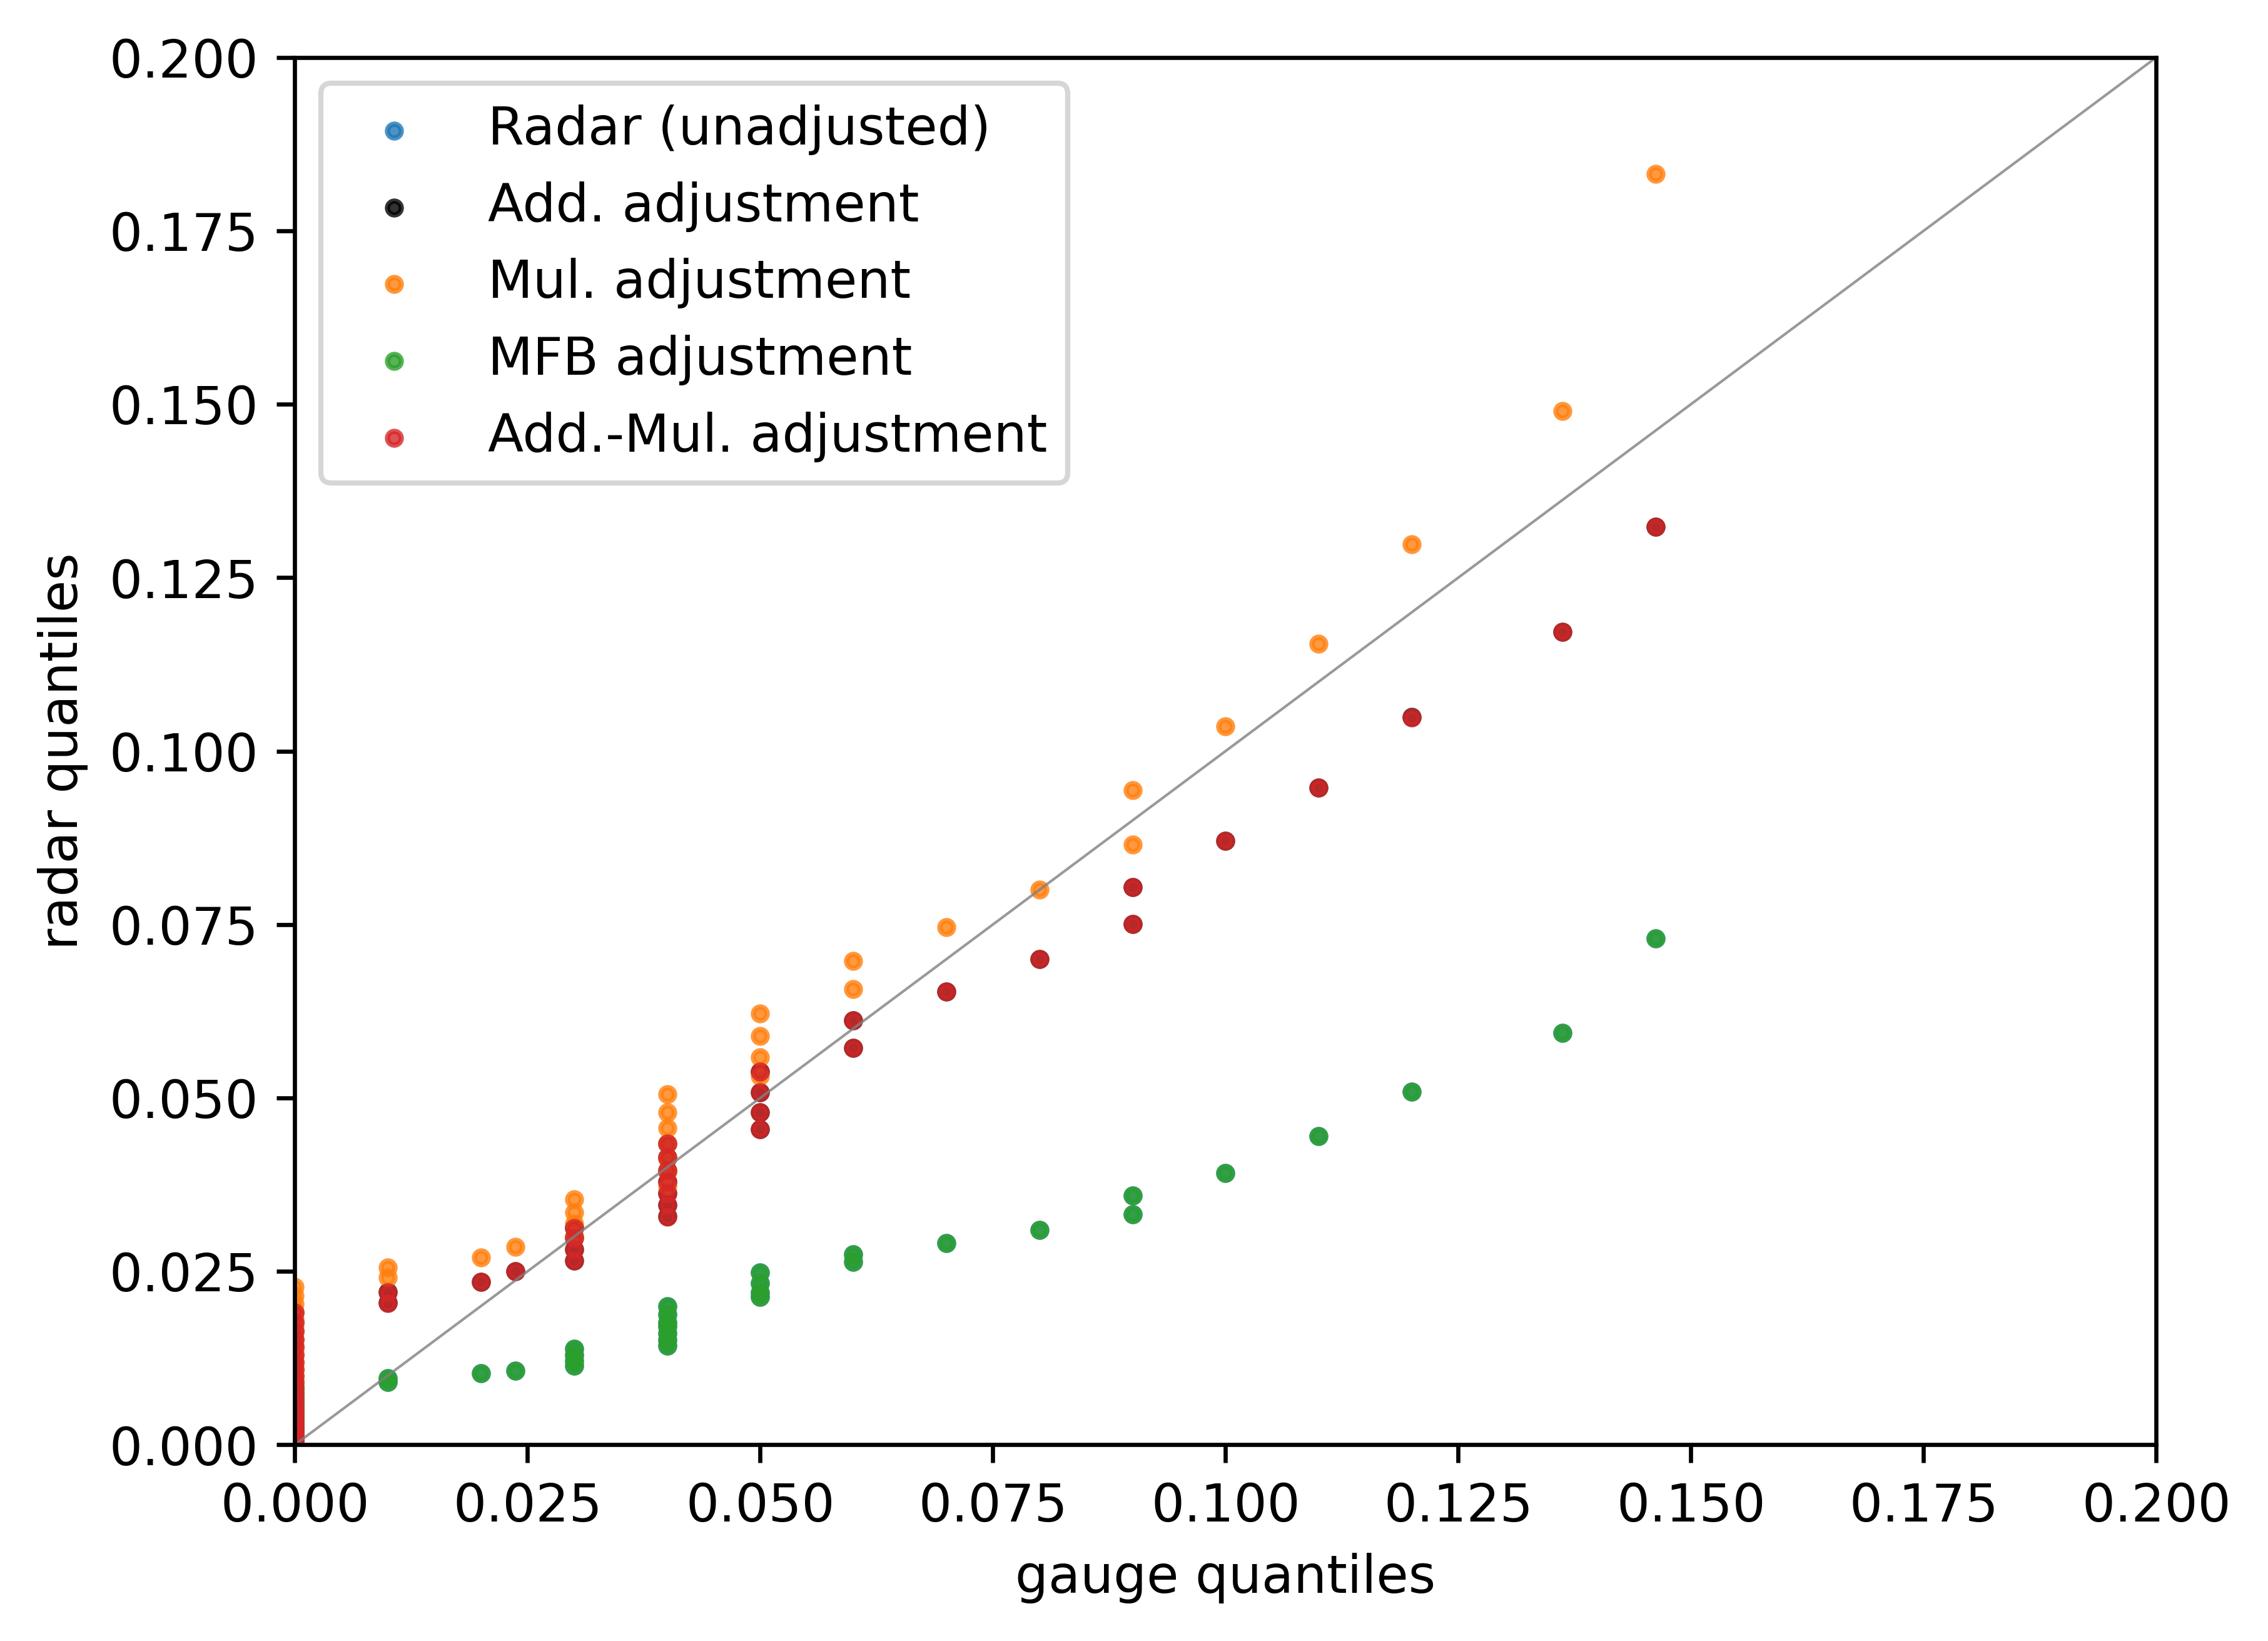 0.200
0.175
0.150
0.125
0.100
0.075
0.050
0.025
0.000
radar quantiles
Radar (unadjusted)
Add. adjustment
Mul. adjustment
MFB adjustment
Add.-Mul. adjustment
0.000 0.025 0.050 0.075 0.100 0.125 0.150 0.175 0.200
gauge quantiles